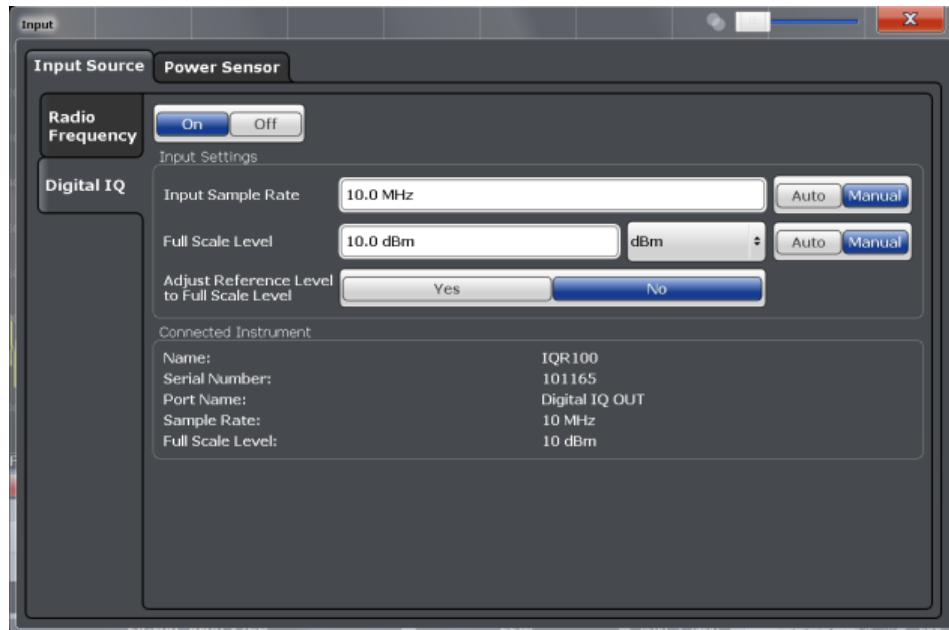 Input
Input Source Power Sensor
Radio Frequency
On Off
Input Settings
Digital IQ
Input Sample Rate 10.0 MHz Auto Manual
Full Scale Level 10.0 dBm dBm Auto Manual
Adjust Reference Level
to Full Scale Level Yes No
Connected Instrument
Name: IQR100
Serial Number: 101165
Port Name: Digital IQ OUT
Sample Rate: 10 MHz
Full Scale Level: 10 dBm